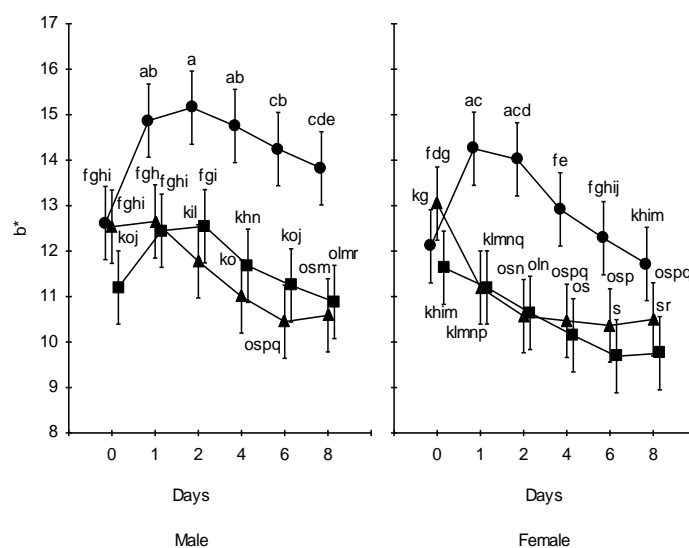 17
16
15
14
13
12
11
10
9
8
b*
ab
a
ab
cb
cde
fghi
fghi
fgh
fghi
fgi
koj
kil
khn
koj
ko
osm
olmr
ospq
0 1 2 4 6 8
Days
Male
ac
acd
fdg
fe
kg
fghij
khim
klmnq
khim
klmnp
osn
oln
ospq
os
osp
ospq
s
sr
0 1 2 4 6 8
Days
Female